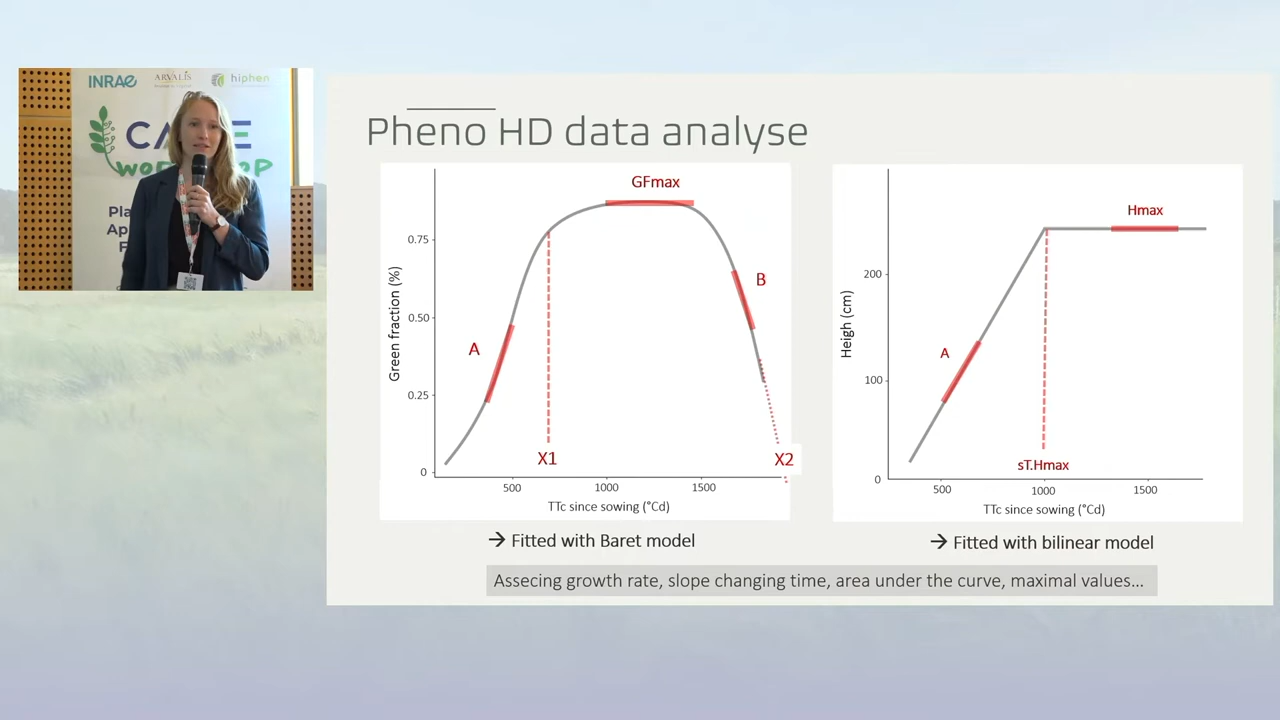 INRAE
ARVALIS
hiphen
CA E
WO OP
Pla
Ap
F
Pheno HD data analyse
GFmax
0.75
B
0.50
A
0.25
0
X1
X2
500
1000
1500
Green fraction (%)
TTc since sowing (°Cd)
→ Fitted with Baret model
Hmax
200
A
100
sT.Hmax
0
500
1000
1500
Heigh (cm)
TTc since sowing (°Cd)
→ Fitted with bilinear model
Assecing growth rate, slope changing time, area under the curve, maximal values...